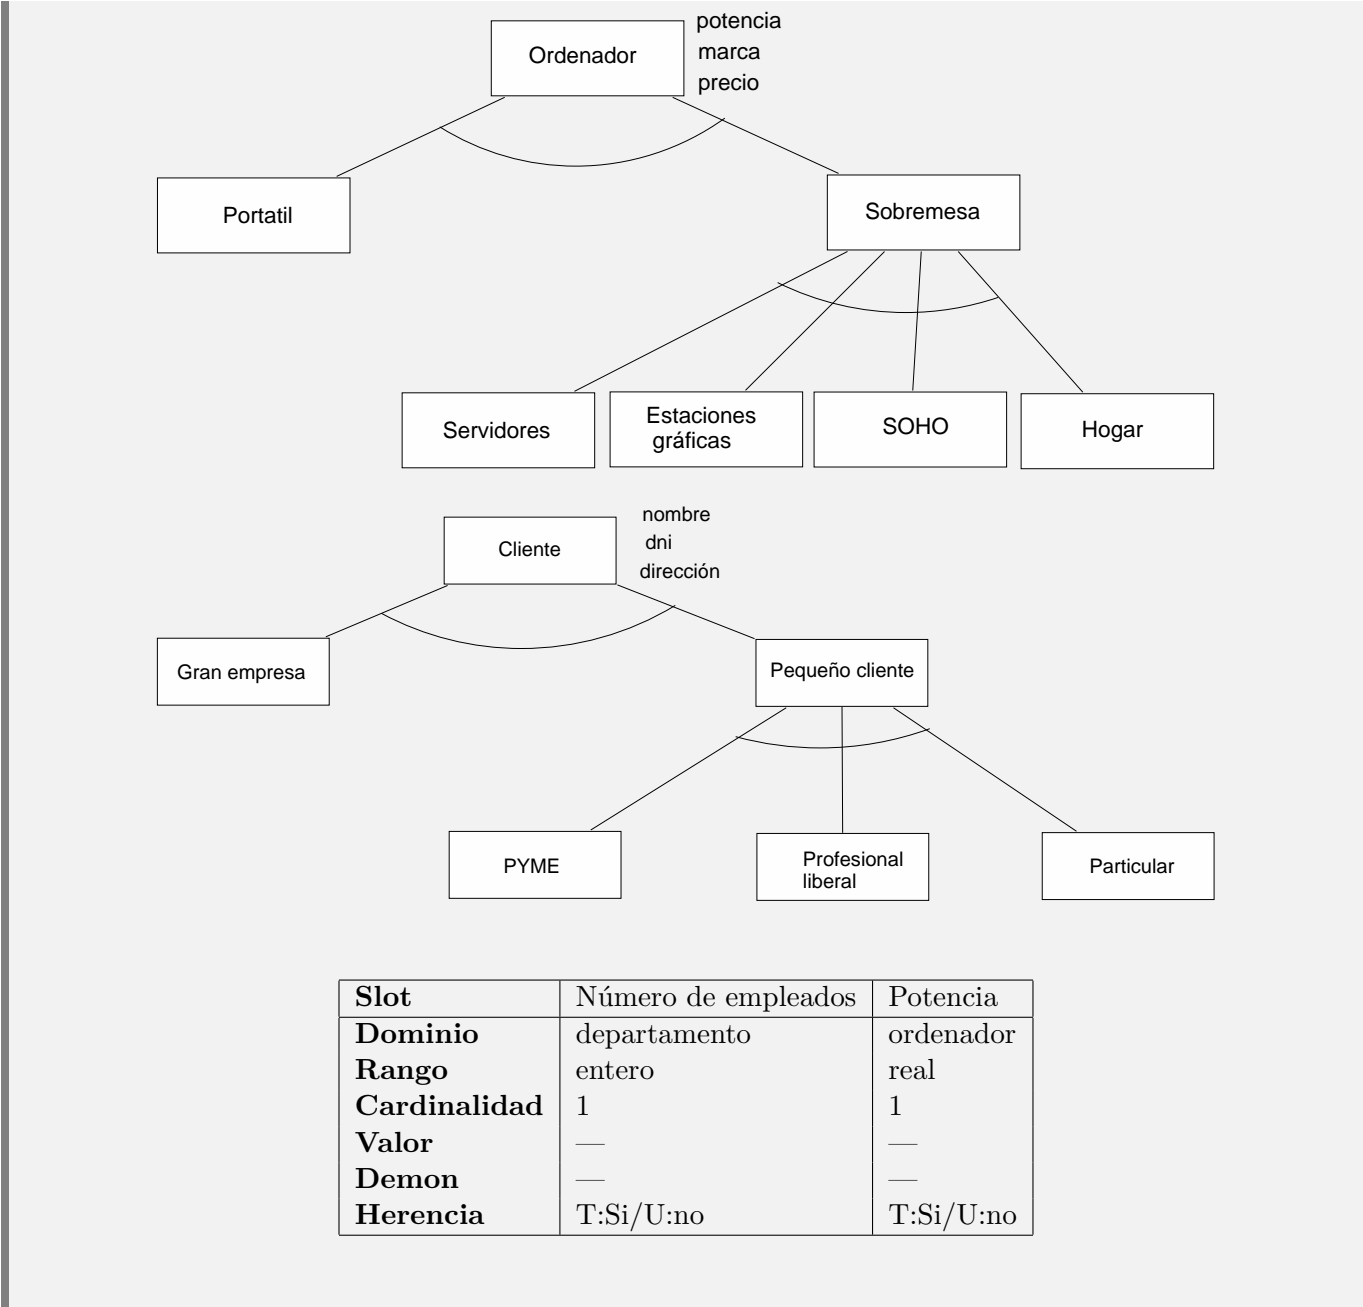 potencia
Ordenador
marca
precio
Portatil
Sobremesa
Servidores
Estaciones
gráficas
SOHO
Hogar
nombre
Cliente
dni
dirección
Gran empresa
Pequeño cliente
PYME
Profesional
liberal
Particular
Slot Número de empleados Potencia
Dominio departamento ordenador
Rango entero real
Cardinalidad 1 1
Valor — —
Demon — —
Herencia T:Si/U:no T:Si/U:no